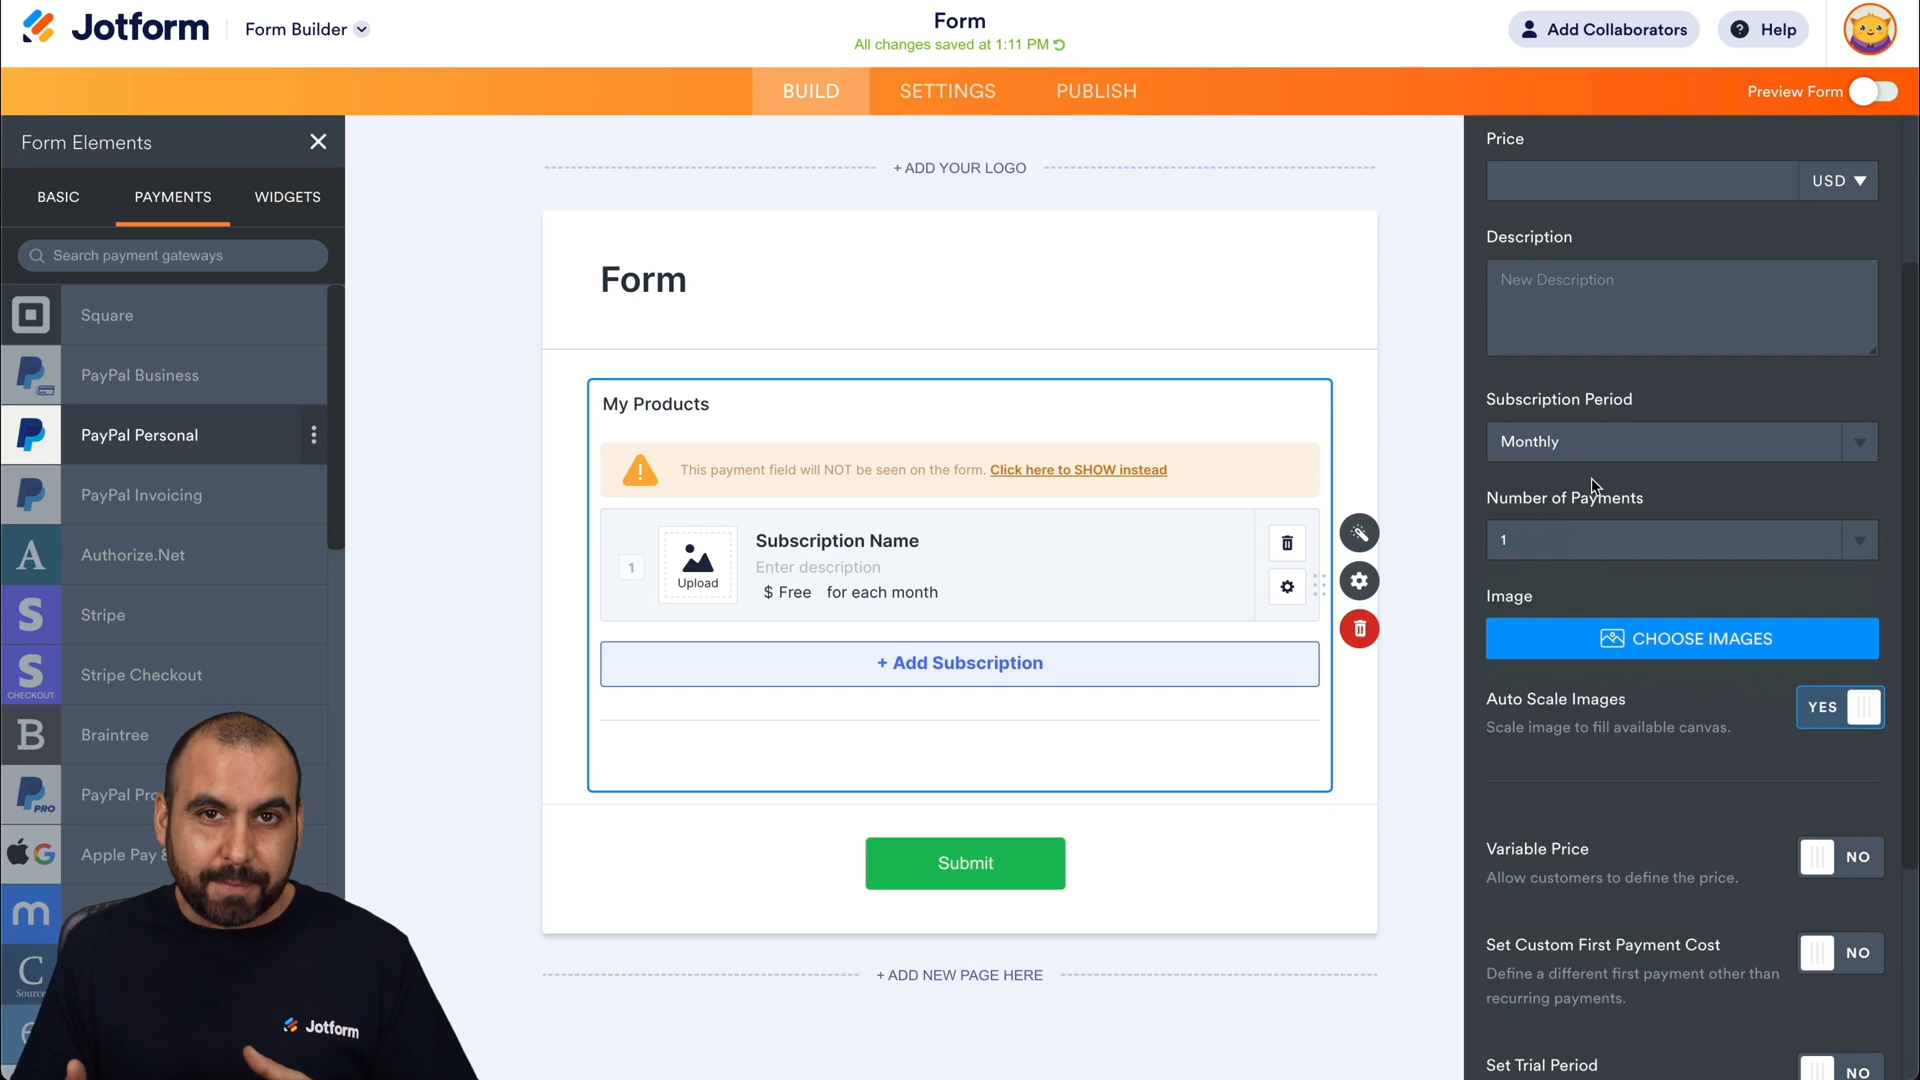 Jotform
Form Builder
Form
All changes saved at 1:11 PM
Add Collaborators
Help
BUILD
SETTINGS
PUBLISH
Preview Form
Form Elements
BASIC
PAYMENTS
WIDGETS
Search payment gateways
Square
PayPal Business
PayPal Personal
PayPal Invoicing
A
Authorize.Net
S
Stripe
S
CHECKOUT
Stripe Checkout
B
Braintree
PRO
PayPal
Apple Pay
m
C
+ ADD YOUR LOGO
Form
My Products
This payment field will NOT be seen on the form. Click here to SHOW instead
1
Upload
Subscription Name
Enter description
$ Free for each month
+ Add Subscription
Submit
+ ADD NEW PAGE HERE
Jotform
Price
USD
Description
New Description
Subscription Period
Monthly
Number of Payments
1
Image
CHOOSE IMAGES
Auto Scale Images
YES
Scale image to fill available canvas.
Variable Price
NO
Allow customers to define the price.
Set Custom First Payment Cost
NO
Define a different first payment other than
recurring payments.
Set Trial Period
NO